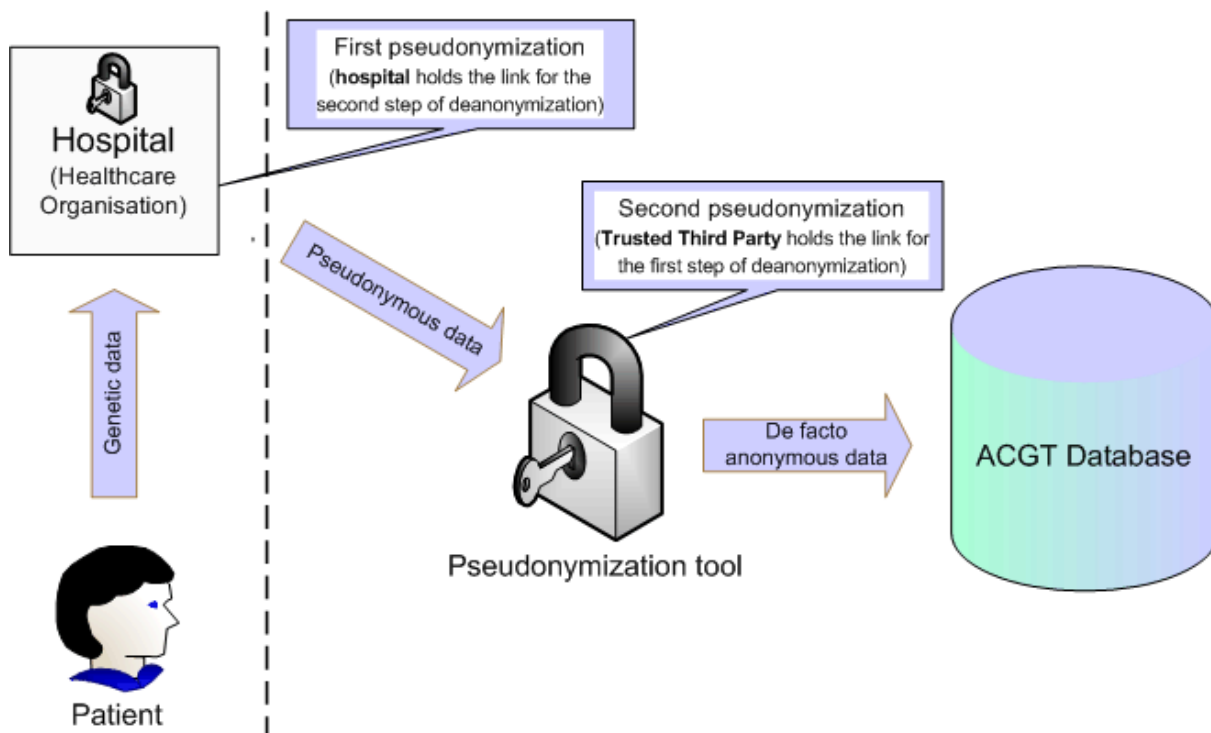 First pseudonymization
(hospital holds the link for the
second step of deanonymization)
Hospital
(Healthcare
Organisation)
Second pseudonymization
(Trusted Third Party holds the link for
the first step of deanonymization)
Pseudonymous data
Genetic data
De facto
anonymous data
ACGT Database
Pseudonymization tool
Patient